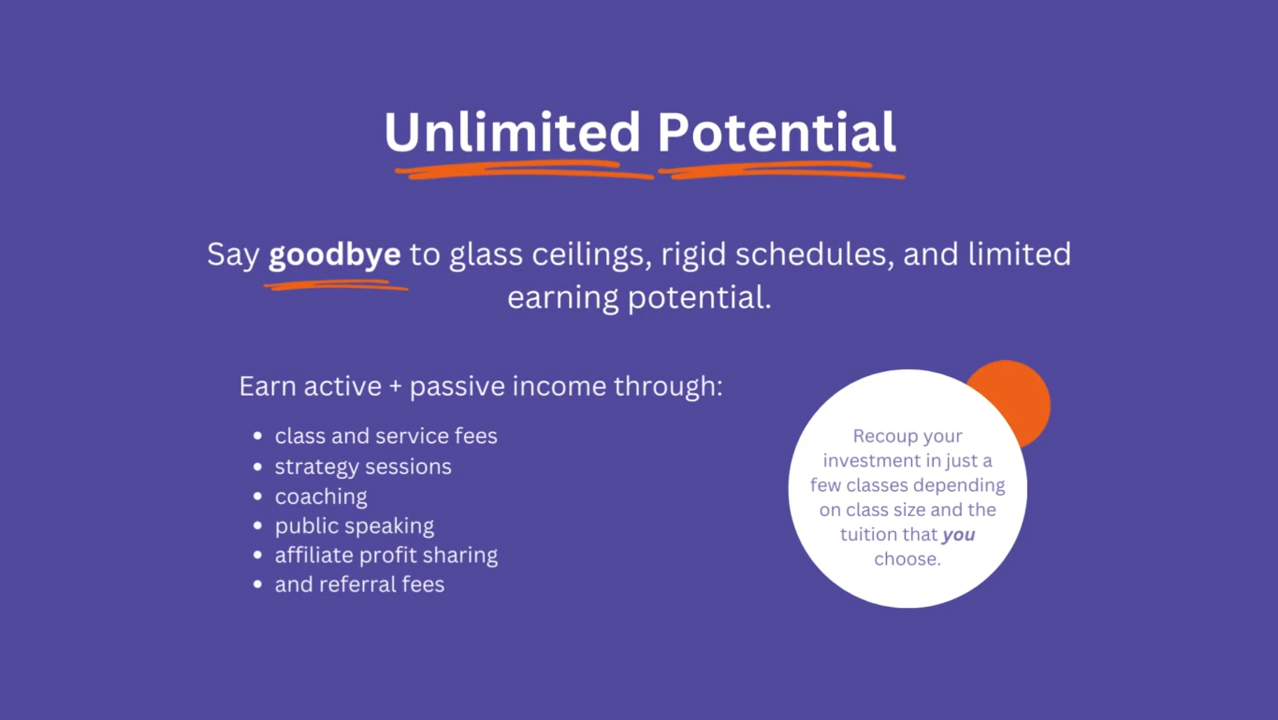 Unlimited Potential
Say goodbye to glass ceilings, rigid schedules, and limited
earning potential.
Earn active + passive income through:
• class and service fees
• strategy sessions
• coaching
• public speaking
• affiliate profit sharing
• and referral fees
Recoup your
investment in just a
few classes depending
on class size and the
tuition that you
choose.